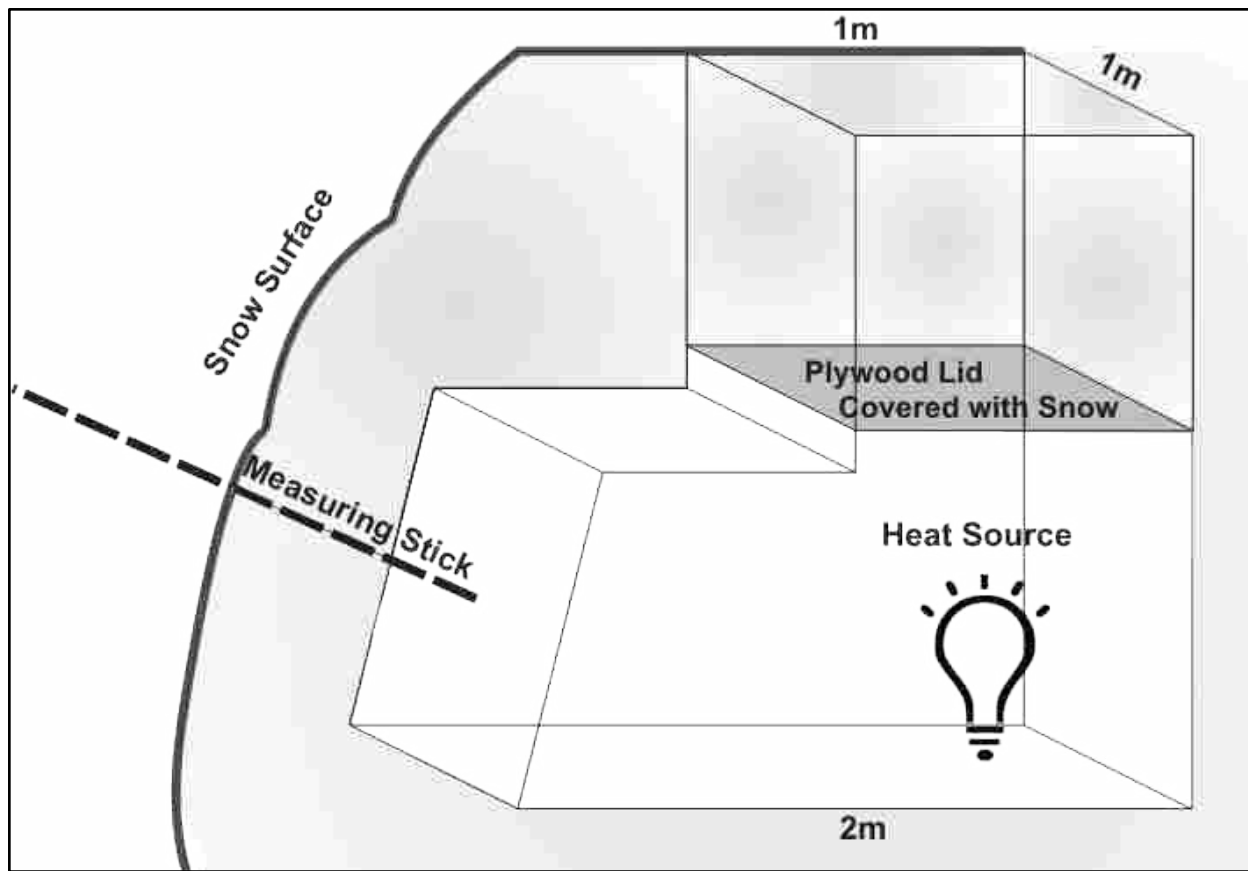 1m
1m
Snow Surface
Plywood Lid
Covered with Snow
Measuring Stick
Heat Source
2m